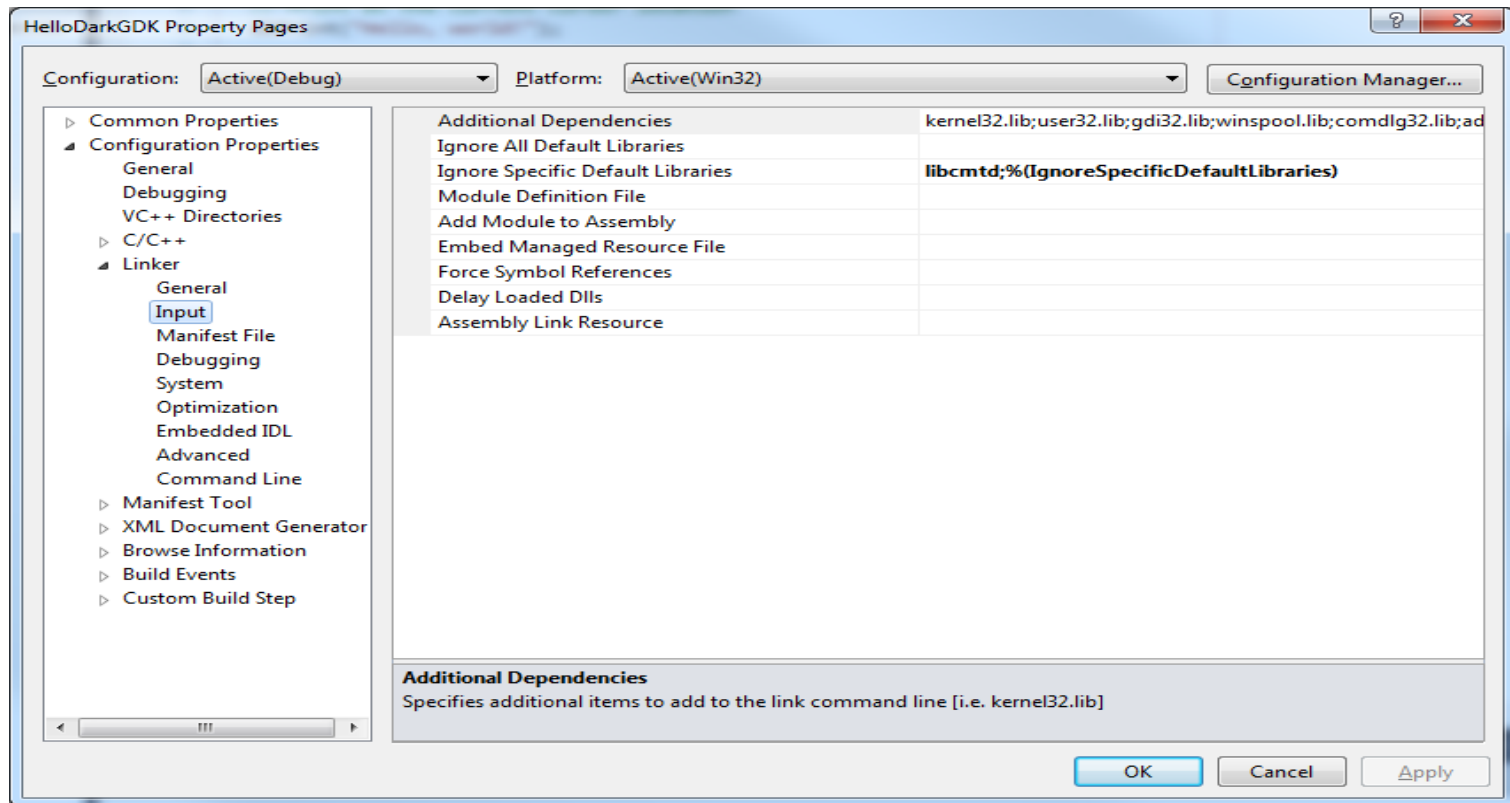 HelloDarkGDK Property Pages
Configuration: Active(Debug) Platform: Active(Win32) Configuration Manager...
Common Properties
Configuration Properties
General
Debugging
VC++ Directories
C/C++
Linker
General
Input
Manifest File
Debugging
System
Optimization
Embedded IDL
Advanced
Command Line
Manifest Tool
XML Document Generator
Browse Information
Build Events
Custom Build Step
Additional Dependencies kernel32.lib;user32.lib;gdi32.lib;winspool.lib;comdlg32.lib;ad
Ignore All Default Libraries
Ignore Specific Default Libraries libcmtd;%(IgnoreSpecificDefaultLibraries)
Module Definition File
Add Module to Assembly
Embed Managed Resource File
Force Symbol References
Delay Loaded Dlls
Assembly Link Resource
Additional Dependencies
Specifies additional items to add to the link command line [i.e. kernel32.lib]
OK Cancel Apply